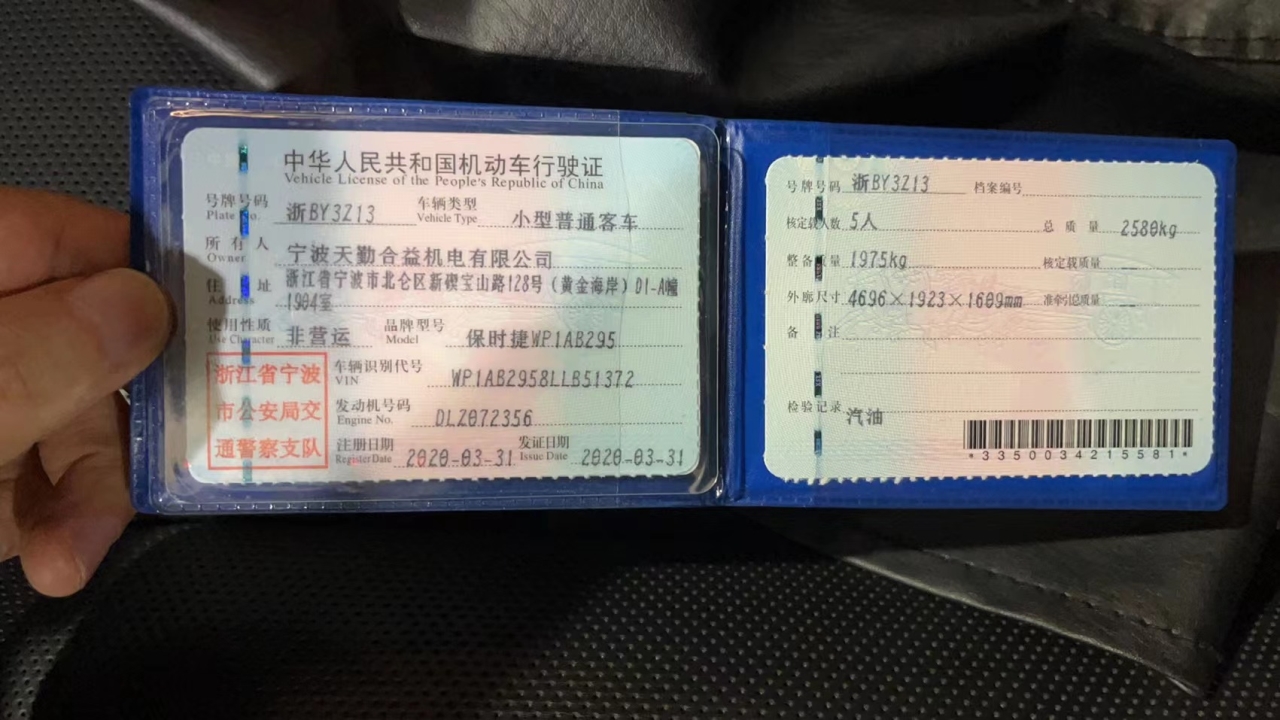 中华人民共和国机动车行驶证
Vehicle License of the People's Republic of China
号牌号码 浙BY3Z13 车辆类型 小型普通客车
Plate No. Vehicle Type
所有人 宁波天勤合益机电有限公司
Owner
住址 浙江省宁波市北仑区新碶宝山路128号(黄金海岸)D1-A幢
Address 1904室
使用性质 非营运 品牌型号 保时捷WP1AB295
Use Character Model
浙江省宁波
市公安局交
通警察支队
车辆识别代号 WP1AB2958LLB51372
VIN
发动机号码 DLZ072356
Engine No.
注册日期 2020-03-31 发证日期 2020-03-31
Register Date Issue Date
号牌号码 浙BY3Z13 档案编号
核定载人数 5人 总质量 2580kg
整备质量 1975kg 核定载质量
外廓尺寸 4696×1923×1609mm 准牵引总质量
备注
检验记录 汽油
*3350034215581*